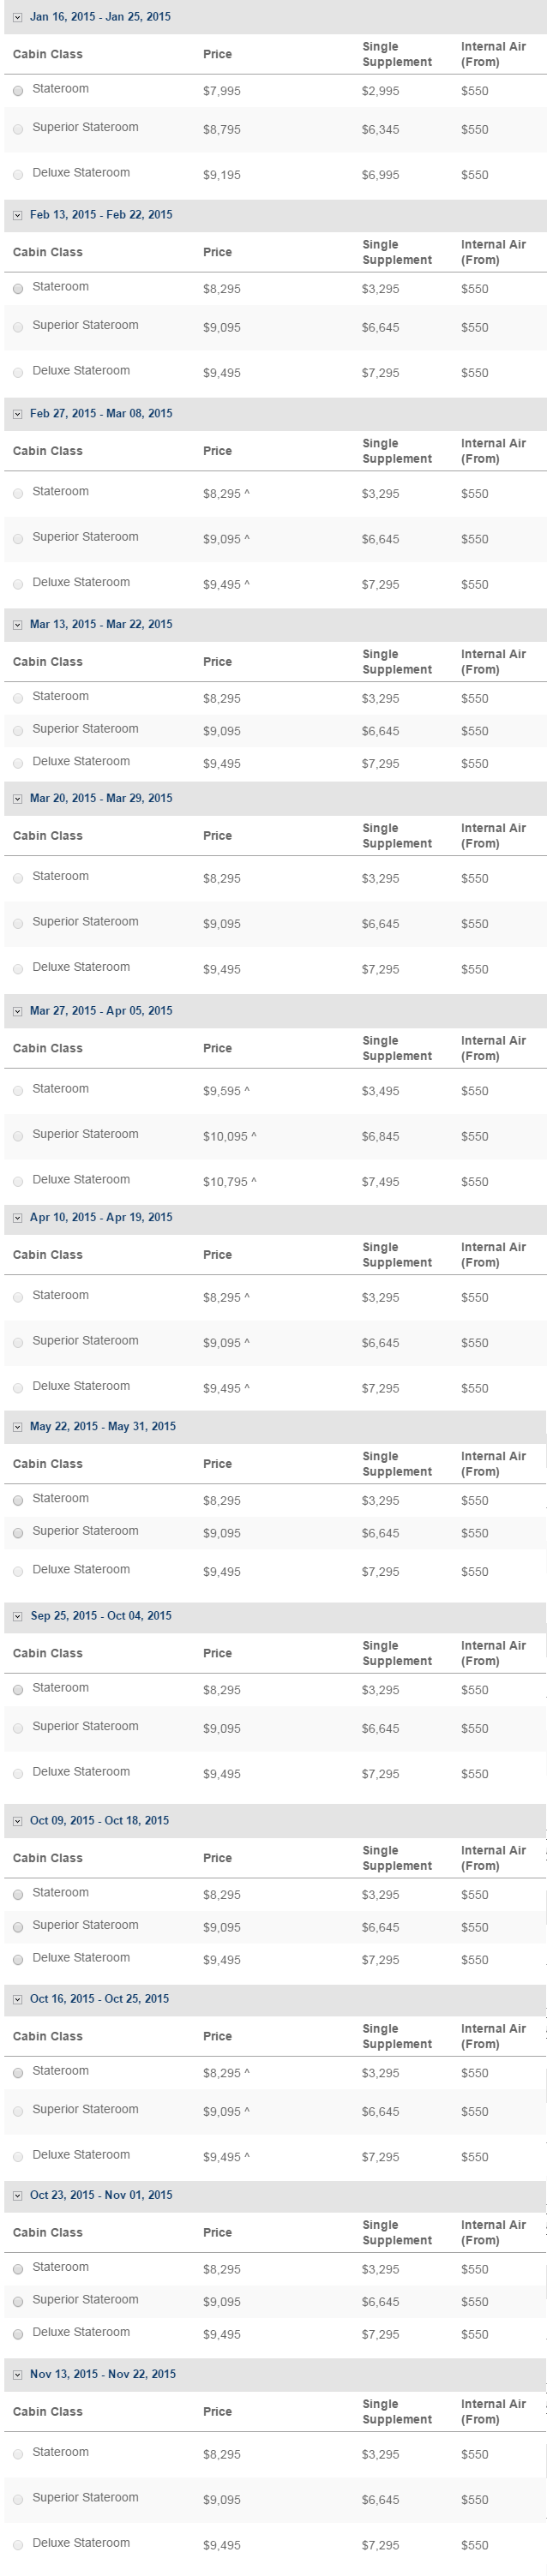 Jan 16, 2015 - Jan 25, 2015
Cabin Class Price Single Supplement Internal Air (From)
Stateroom $7,995 $2,995 $550
Superior Stateroom $8,795 $6,345 $550
Deluxe Stateroom $9,195 $6,995 $550
Feb 13, 2015 - Feb 22, 2015
Cabin Class Price Single Supplement Internal Air (From)
Stateroom $8,295 $3,295 $550
Superior Stateroom $9,095 $6,645 $550
Deluxe Stateroom $9,495 $7,295 $550
Feb 27, 2015 - Mar 08, 2015
Cabin Class Price Single Supplement Internal Air (From)
Stateroom $8,295 ^ $3,295 $550
Superior Stateroom $9,095 ^ $6,645 $550
Deluxe Stateroom $9,495 ^ $7,295 $550
Mar 13, 2015 - Mar 22, 2015
Cabin Class Price Single Supplement Internal Air (From)
Stateroom $8,295 $3,295 $550
Superior Stateroom $9,095 $6,645 $550
Deluxe Stateroom $9,495 $7,295 $550
Mar 20, 2015 - Mar 29, 2015
Cabin Class Price Single Supplement Internal Air (From)
Stateroom $8,295 $3,295 $550
Superior Stateroom $9,095 $6,645 $550
Deluxe Stateroom $9,495 $7,295 $550
Mar 27, 2015 - Apr 05, 2015
Cabin Class Price Single Supplement Internal Air (From)
Stateroom $9,595 ^ $3,495 $550
Superior Stateroom $10,095 ^ $6,845 $550
Deluxe Stateroom $10,795 ^ $7,495 $550
Apr 10, 2015 - Apr 19, 2015
Cabin Class Price Single Supplement Internal Air (From)
Stateroom $8,295 ^ $3,295 $550
Superior Stateroom $9,095 ^ $6,645 $550
Deluxe Stateroom $9,495 ^ $7,295 $550
May 22, 2015 - May 31, 2015
Cabin Class Price Single Supplement Internal Air (From)
Stateroom $8,295 $3,295 $550
Superior Stateroom $9,095 $6,645 $550
Deluxe Stateroom $9,495 $7,295 $550
Sep 25, 2015 - Oct 04, 2015
Cabin Class Price Single Supplement Internal Air (From)
Stateroom $8,295 $3,295 $550
Superior Stateroom $9,095 $6,645 $550
Deluxe Stateroom $9,495 $7,295 $550
Oct 09, 2015 - Oct 18, 2015
Cabin Class Price Single Supplement Internal Air (From)
Stateroom $8,295 $3,295 $550
Superior Stateroom $9,095 $6,645 $550
Deluxe Stateroom $9,495 $7,295 $550
Oct 16, 2015 - Oct 25, 2015
Cabin Class Price Single Supplement Internal Air (From)
Stateroom $8,295 ^ $3,295 $550
Superior Stateroom $9,095 ^ $6,645 $550
Deluxe Stateroom $9,495 ^ $7,295 $550
Oct 23, 2015 - Nov 01, 2015
Cabin Class Price Single Supplement Internal Air (From)
Stateroom $8,295 $3,295 $550
Superior Stateroom $9,095 $6,645 $550
Deluxe Stateroom $9,495 $7,295 $550
Nov 13, 2015 - Nov 22, 2015
Cabin Class Price Single Supplement Internal Air (From)
Stateroom $8,295 $3,295 $550
Superior Stateroom $9,095 $6,645 $550
Deluxe Stateroom $9,495 $7,295 $550